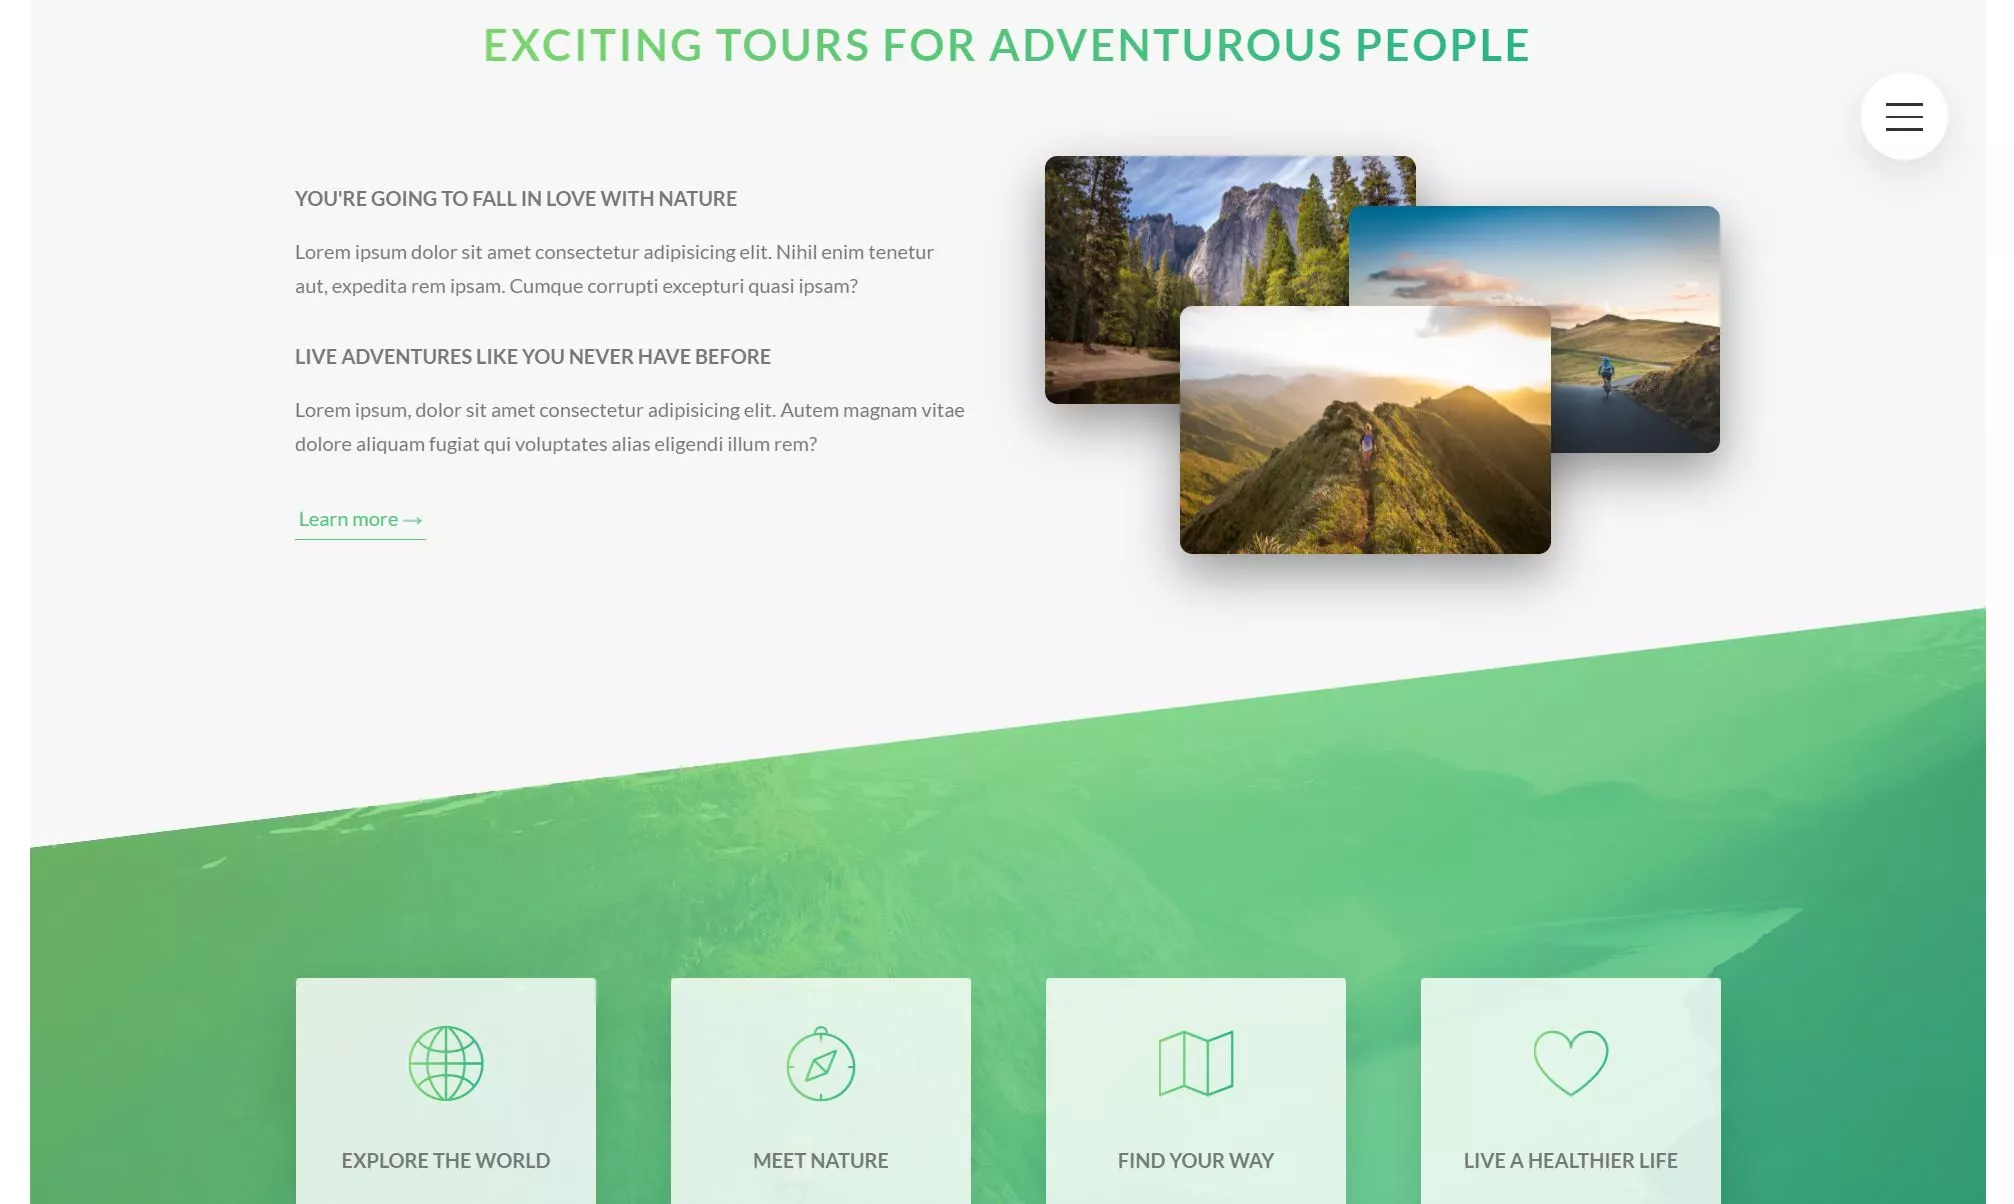 EXCITING TOURS FOR ADVENTUROUS PEOPLE
YOU'RE GOING TO FALL IN LOVE WITH NATURE
Lorem ipsum dolor sit amet consectetur adipisicing elit. Nihil enim tenetur
aut, expedita rem ipsam. Cumque corrupti excepturi quasi ipsam?
LIVE ADVENTURES LIKE YOU NEVER HAVE BEFORE
Lorem ipsum, dolor sit amet consectetur adipisicing elit. Autem magnam vitae
dolore aliquam fugiat qui voluptates alias eligendi illum rem?
Learn more →
EXPLORE THE WORLD
MEET NATURE
FIND YOUR WAY
LIVE A HEALTHIER LIFE